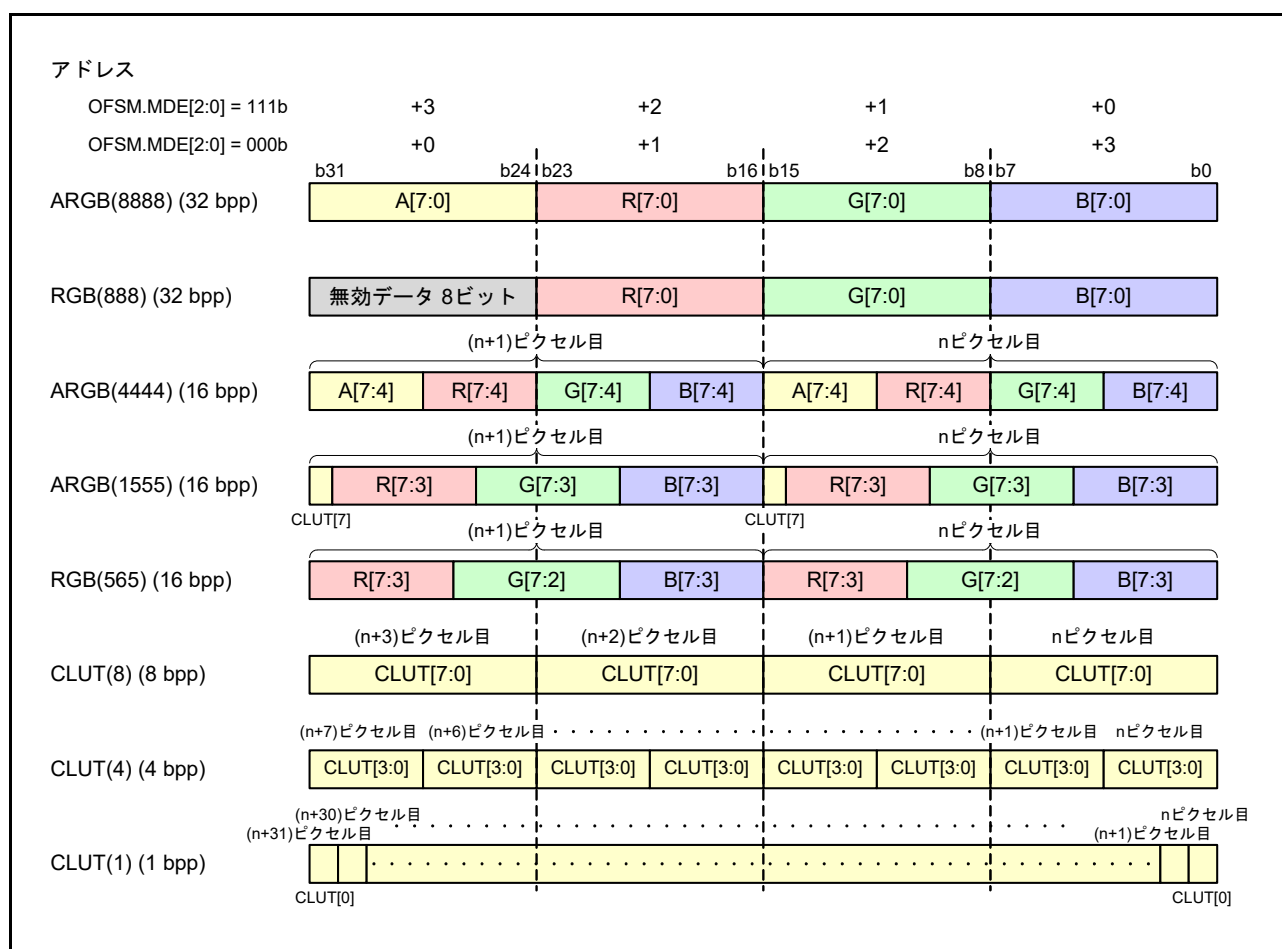 アドレス
OFSM.MDE[2:0] = 111b +3 +2 +1 +0
OFSM.MDE[2:0] = 000b +0 +1 +2 +3
b31 b24 b23 b16 b15 b8 b7 b0
ARGB(8888) (32 bpp) A[7:0] R[7:0] G[7:0] B[7:0]
RGB(888) (32 bpp) 無効データ 8ビット R[7:0] G[7:0] B[7:0]
(n+1)ピクセル目 nピクセル目
ARGB(4444) (16 bpp) A[7:4] R[7:4] G[7:4] B[7:4] A[7:4] R[7:4] G[7:4] B[7:4]
(n+1)ピクセル目 nピクセル目
ARGB(1555) (16 bpp) R[7:3] G[7:3] B[7:3] R[7:3] G[7:3] B[7:3]
CLUT[7] CLUT[7]
(n+1)ピクセル目 nピクセル目
RGB(565) (16 bpp) R[7:3] G[7:2] B[7:3] R[7:3] G[7:2] B[7:3]
(n+3)ピクセル目 (n+2)ピクセル目 (n+1)ピクセル目 nピクセル目
CLUT(8) (8 bpp) CLUT[7:0] CLUT[7:0] CLUT[7:0] CLUT[7:0]
(n+7)ピクセル目 (n+6)ピクセル目 (n+1)ピクセル目 nピクセル目
CLUT(4) (4 bpp) CLUT[3:0] CLUT[3:0] CLUT[3:0] CLUT[3:0] CLUT[3:0] CLUT[3:0] CLUT[3:0] CLUT[3:0]
(n+30)ピクセル目 nピクセル目
(n+31)ピクセル目 (n+1)ピクセル目
CLUT(1) (1 bpp)
CLUT[0] CLUT[0]